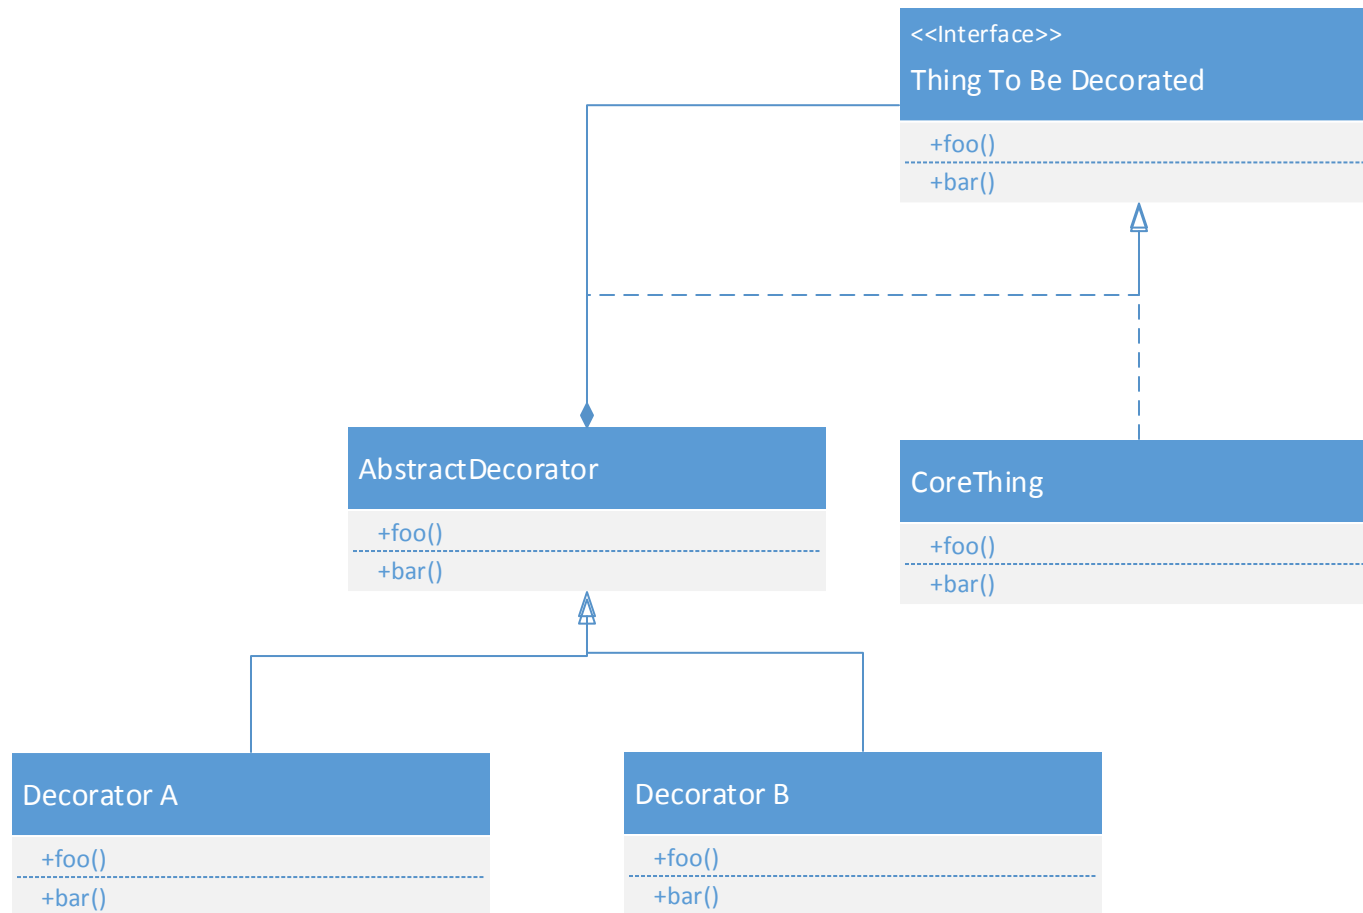 <<Interface>>
Thing To Be Decorated
+foo()
+bar()
AbstractDecorator
+foo()
+bar()
CoreThing
+foo()
+bar()
Decorator A
+foo()
+bar()
Decorator B
+foo()
+bar()